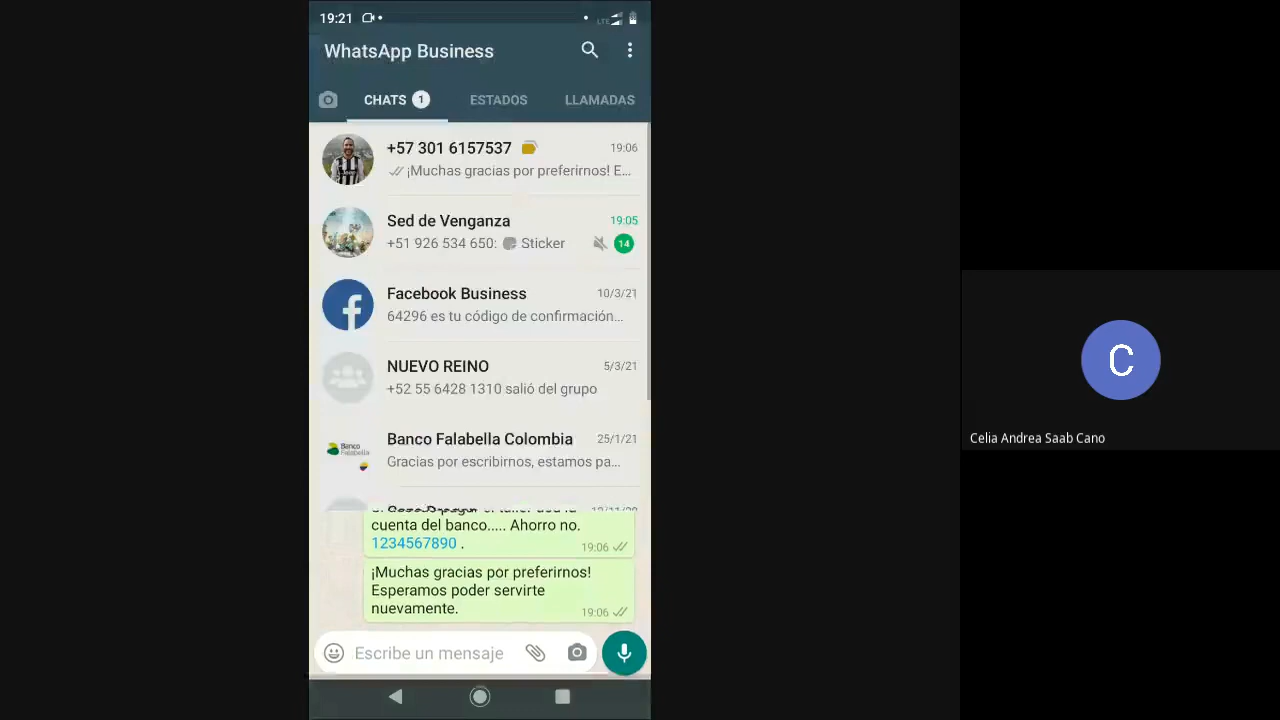 19:21
LTE
WhatsApp Business
CHATS 1 ESTADOS LLAMADAS
+57 301 6157537 19:06
¡Muchas gracias por preferirnos! E...
Sed de Venganza 19:05
+51 926 534 650: Sticker 14
Facebook Business 10/3/21
64296 es tu código de confirmación...
NUEVO REINO 5/3/21
+52 55 6428 1310 salió del grupo
Banco Falabella
Banco Falabella Colombia 25/1/21
Gracias por escribirnos, estamos pa...
cuenta del banco..... Ahorro no.
1234567890 . 19:06
¡Muchas gracias por preferirnos!
Esperamos poder servirte
nuevamente. 19:06
Escribe un mensaje
C
Celia Andrea Saab Cano